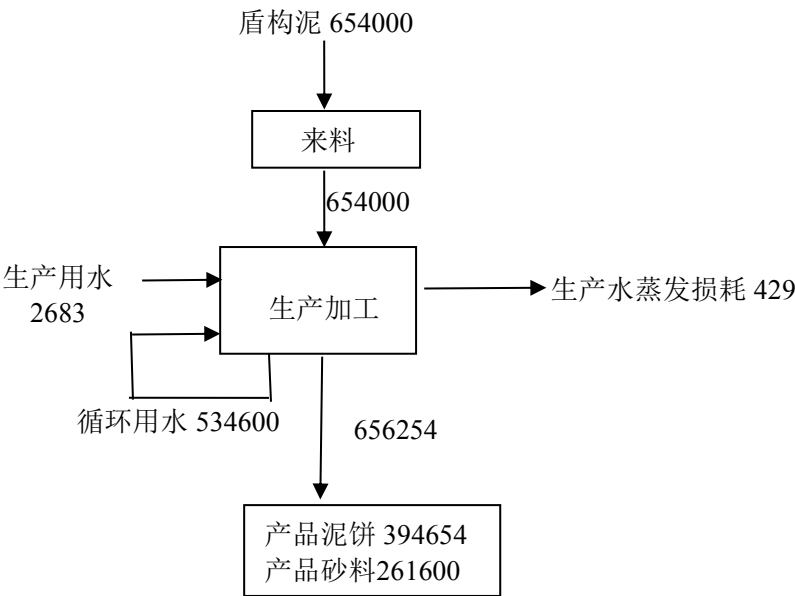 盾构泥 654000
来料
654000
生产用水
2683
生产加工
生产水蒸发损耗 429
循环用水 534600
656254
产品泥饼 394654
产品砂料261600